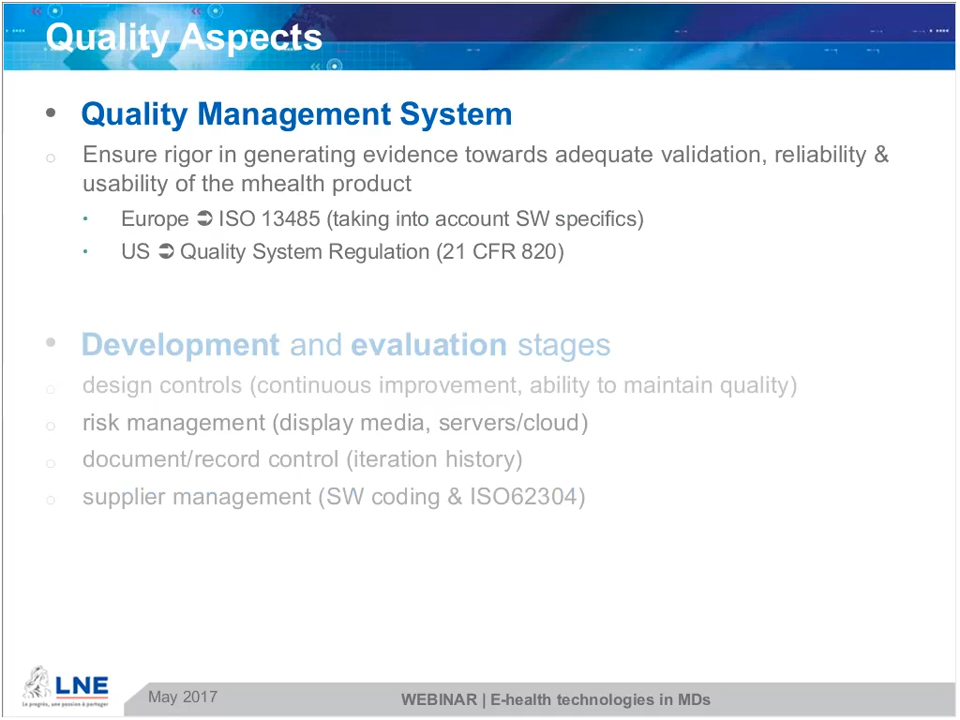 Quality Aspects
• Quality Management System
o Ensure rigor in generating evidence towards adequate validation, reliability &
usability of the mhealth product
• Europe ➲ ISO 13485 (taking into account SW specifics)
• US ➲ Quality System Regulation (21 CFR 820)
• Development and evaluation stages
o design controls (continuous improvement, ability to maintain quality)
o risk management (display media, servers/cloud)
o document/record control (iteration history)
o supplier management (SW coding & ISO62304)
LNE
Le progrès, une passion à partager
May 2017
WEBINAR | E-health technologies in MDs